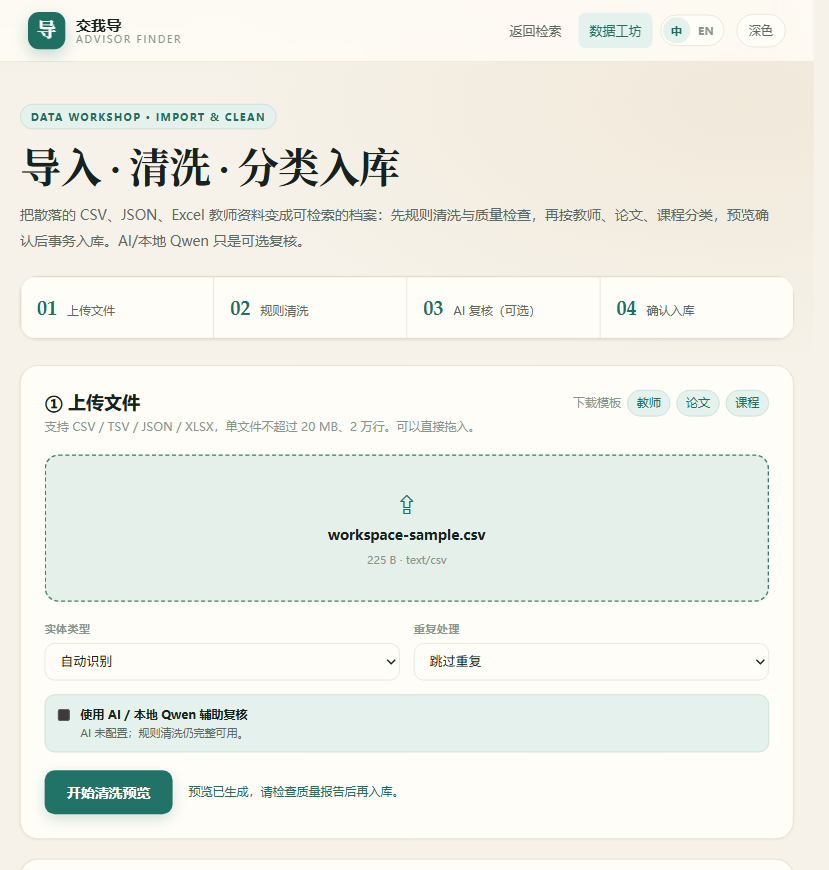 导
交我导
ADVISOR FINDER
返回检索
数据工坊
中
EN
深色
DATA WORKSHOP • IMPORT & CLEAN
导入 · 清洗 · 分类入库
把散落的 CSV、JSON、Excel 教师资料变成可检索的档案：先规则清洗与质量检查，再按教师、论文、课程分类，预览确
认后事务入库。AI/本地 Qwen 只是可选复核。
01 上传文件
02 规则清洗
03 AI 复核（可选）
04 确认入库
① 上传文件
下载模板 教师 论文 课程
支持 CSV / TSV / JSON / XLSX，单文件不超过 20 MB、2 万行。可以直接拖入。
workspace-sample.csv
225 B · text/csv
实体类型
自动识别
重复处理
跳过重复
使用 AI / 本地 Qwen 辅助复核
AI 未配置；规则清洗仍完整可用。
开始清洗预览
预览已生成，请检查质量报告后再入库。